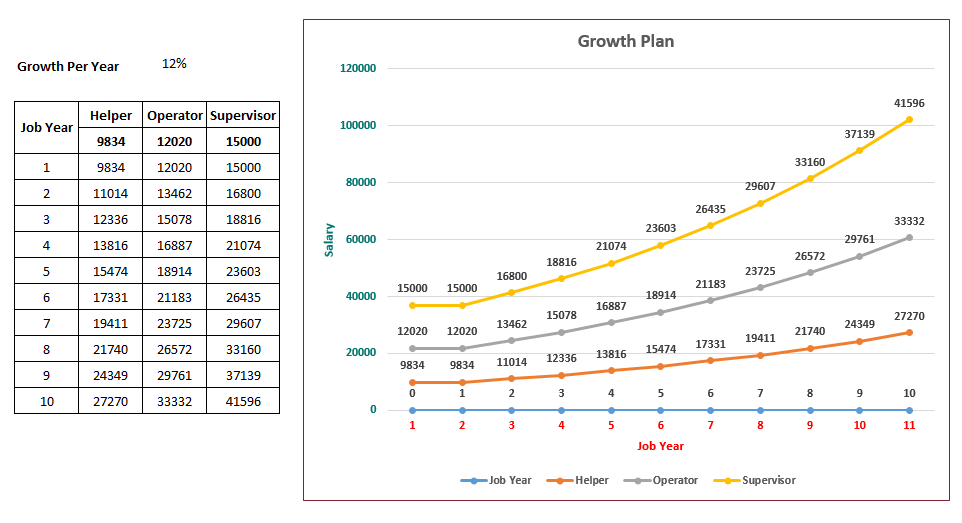 Growth Per Year 12%
Job Year Helper Operator Supervisor
9834 12020 15000
1 9834 12020 15000
2 11014 13462 16800
3 12336 15078 18816
4 13816 16887 21074
5 15474 18914 23603
6 17331 21183 26435
7 19411 23725 29607
8 21740 26572 33160
9 24349 29761 37139
10 27270 33332 41596
Growth Plan
120000
100000
80000
60000
40000
20000
0
Salary
15000 15000 16800 18816 21074 23603 26435 29607 33160 37139 41596
12020 12020 13462 15078 16887 18914 21183 23725 26572 29761 33332
9834 9834 11014 12336 13816 15474 17331 19411 21740 24349 27270
0 1 2 3 4 5 6 7 8 9 10
1 2 3 4 5 6 7 8 9 10 11
Job Year
Job Year Helper Operator Supervisor